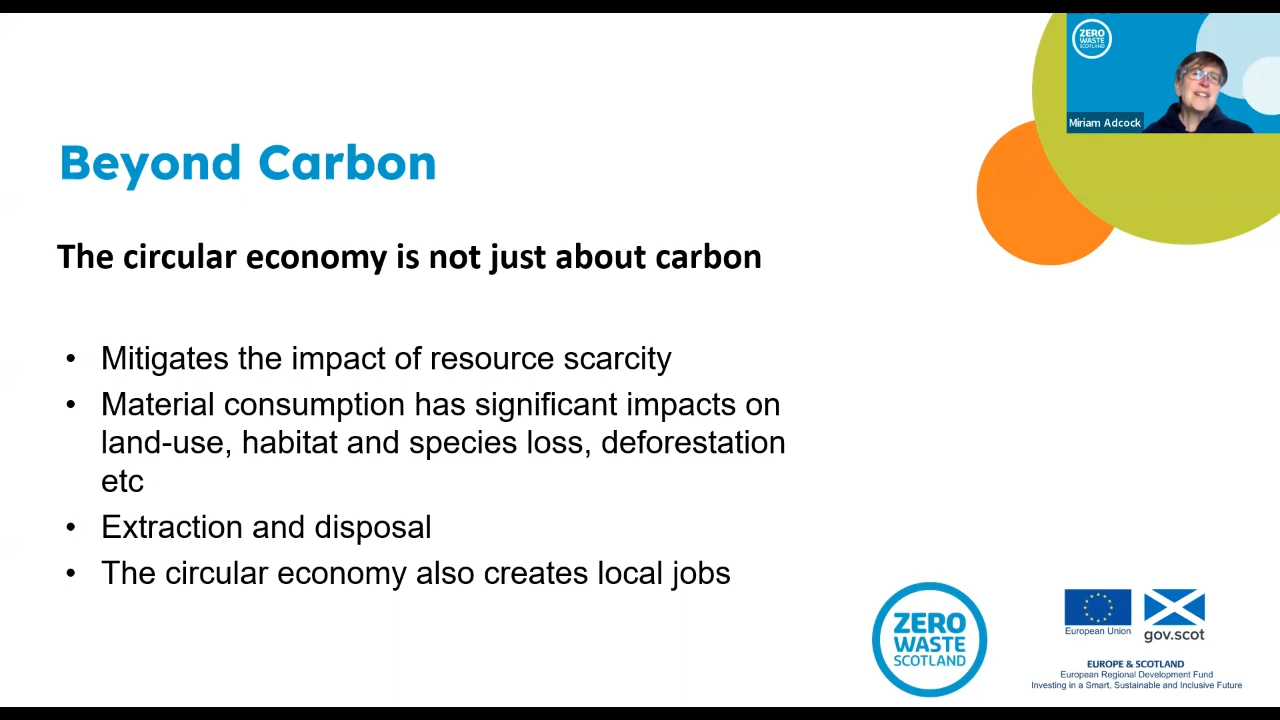 ZERO
WASTE
SCOTLAND
Miriam Adcock
Beyond Carbon
The circular economy is not just about carbon
• Mitigates the impact of resource scarcity
• Material consumption has significant impacts on
land-use, habitat and species loss, deforestation
etc
• Extraction and disposal
• The circular economy also creates local jobs
ZERO
WASTE
SCOTLAND
European Union
gov.scot
EUROPE & SCOTLAND
European Regional Development Fund
Investing in a Smart, Sustainable and Inclusive Future